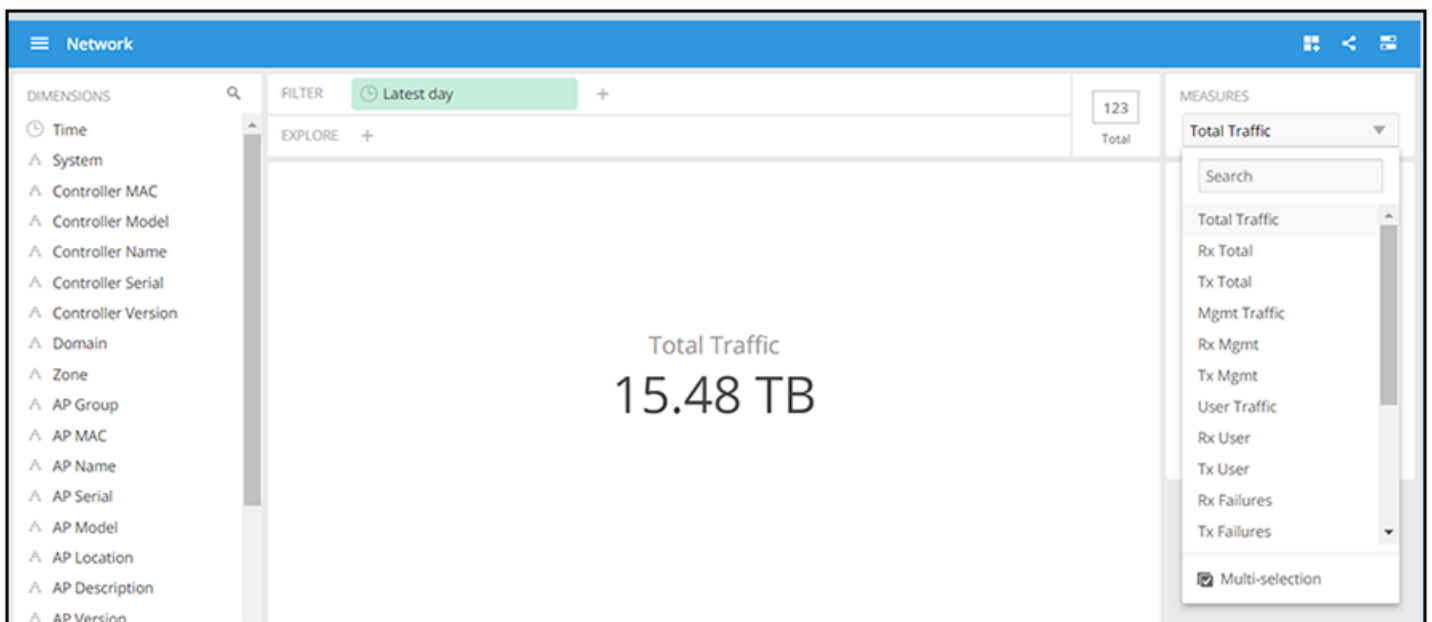 Network
DIMENSIONS
Time
System
Controller MAC
Controller Model
Controller Name
Controller Serial
Controller Version
Domain
Zone
AP Group
AP MAC
AP Name
AP Serial
AP Model
AP Location
AP Description
AP Version
FILTER
Latest day
+
EXPLORE +
123
Total
Total Traffic
15.48 TB
MEASURES
Total Traffic
Search
Total Traffic
Rx Total
Tx Total
Mgmt Traffic
Rx Mgmt
Tx Mgmt
User Traffic
Rx User
Tx User
Rx Failures
Tx Failures
Multi-selection